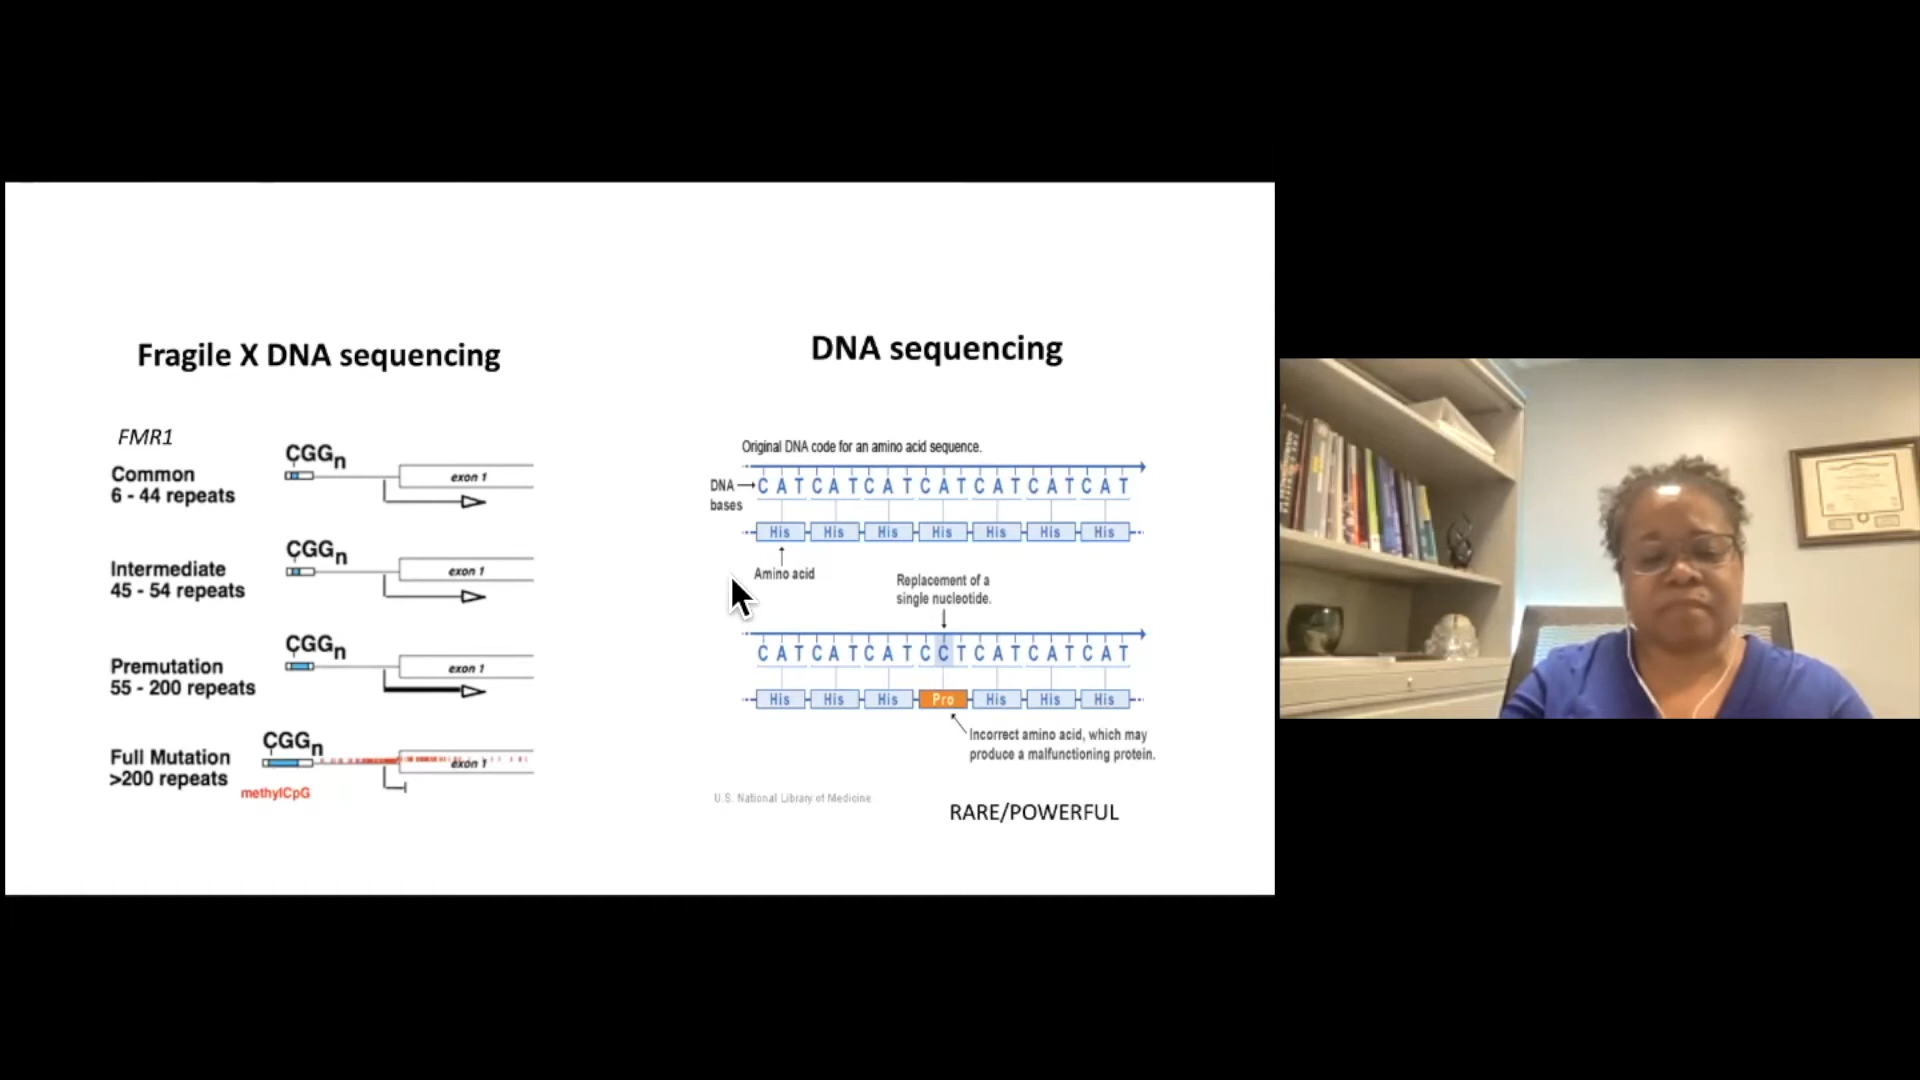 Fragile X DNA sequencing
FMR1
Common
6 - 44 repeats
CGGn
exon 1
Intermediate
45 - 54 repeats
CGGn
exon 1
Premutation
55 - 200 repeats
CGGn
exon 1
Full Mutation
>200 repeats
CGGn
exon 1
methylCpG
DNA sequencing
Original DNA code for an amino acid sequence.
DNA bases
C A T C A T C A T C A T C A T C A T C A T
His His His His His His His
Amino acid
Replacement of a
single nucleotide.
C A T C A T C A T C C T C A T C A T C A T
His His His Pro His His His
Incorrect amino acid, which may
produce a malfunctioning protein.
U.S. National Library of Medicine
RARE/POWERFUL